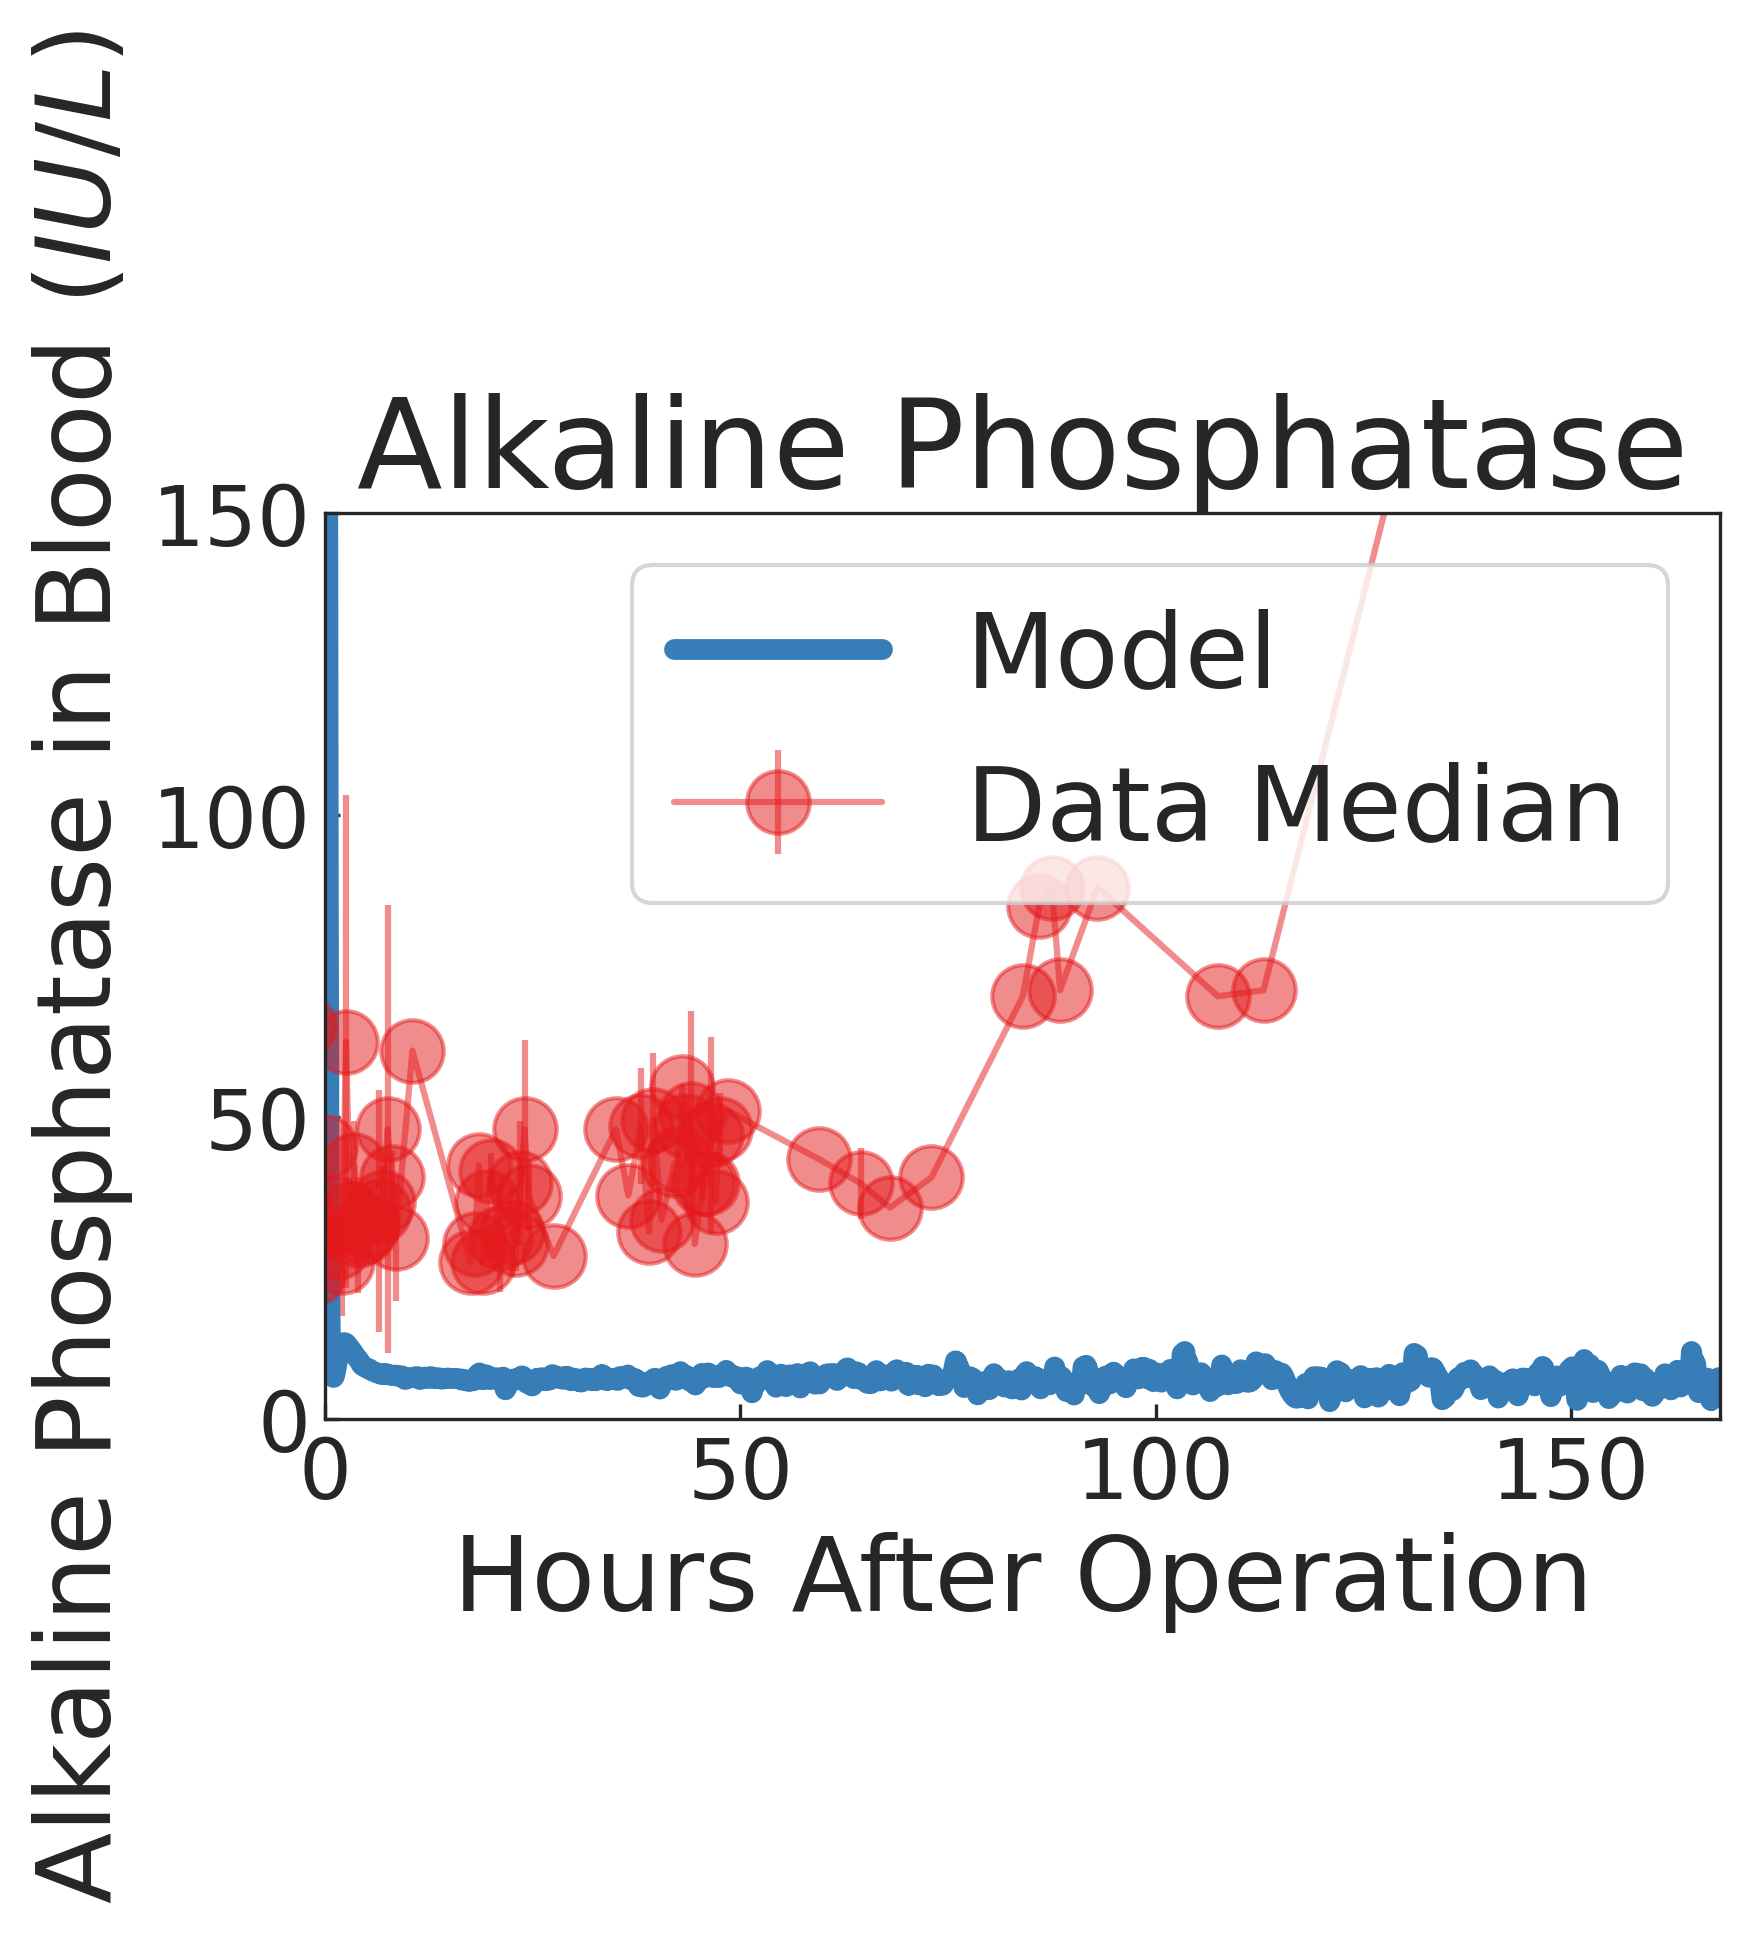 Alkaline Phosphatase
Alkaline Phosphatase in Blood (IU/L)
150
100
50
0
Model
Data Median
0 50 100 150
Hours After Operation